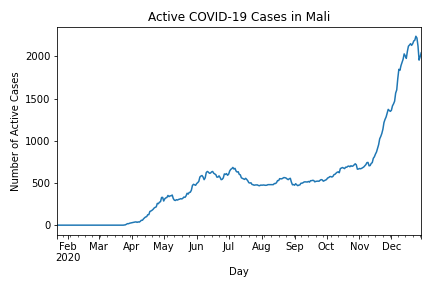 Active COVID-19 Cases in Mali
Number of Active Cases
2000
1500
1000
500
0
Feb Mar Apr May Jun Jul Aug Sep Oct Nov Dec
2020
Day